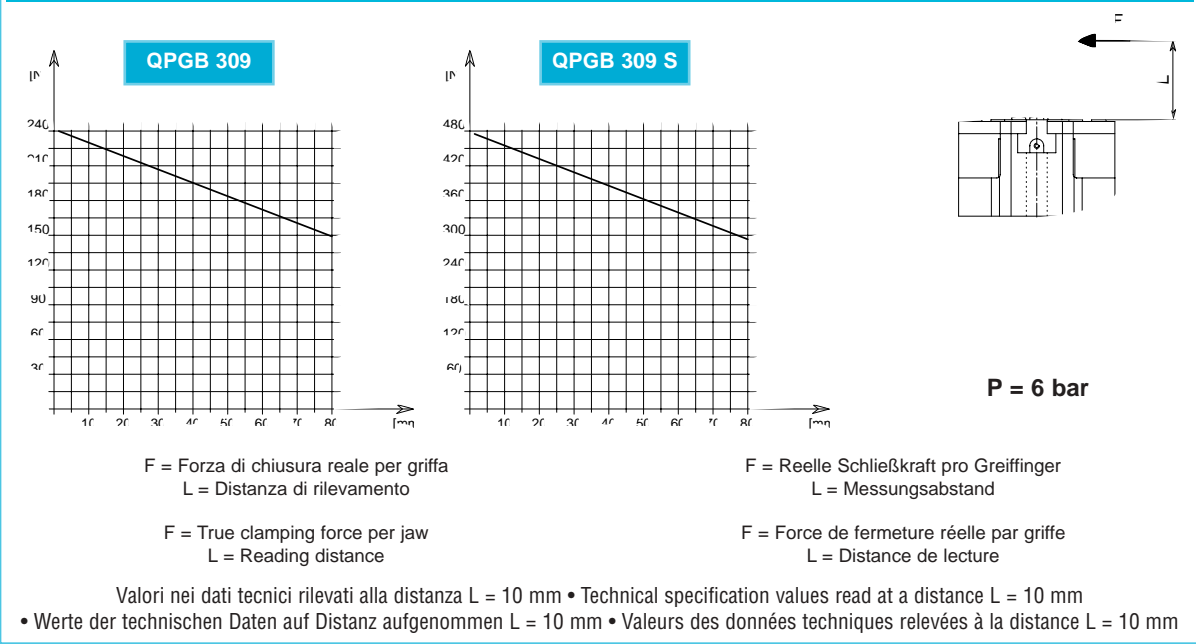 F
QPGB 309
QPGB 309 S
L
240 480
210 420
180 360
150 300
120 240
90 180
60 120
30 60
10 20 30 40 50 60 70 80
10 20 30 40 50 60 70 80
P = 6 bar
F = Forza di chiusura reale per griffa
L = Distanza di rilevamento
F = Reelle Schließkraft pro Greiffinger
L = Messungsabstand
F = True clamping force per jaw
L = Reading distance
F = Force de fermeture réelle par griffe
L = Distance de lecture
Valori nei dati tecnici rilevati alla distanza L = 10 mm • Technical specification values read at a distance L = 10 mm
• Werte der technischen Daten auf Distanz aufgenommen L = 10 mm • Valeurs des données techniques relevées à la distance L = 10 mm